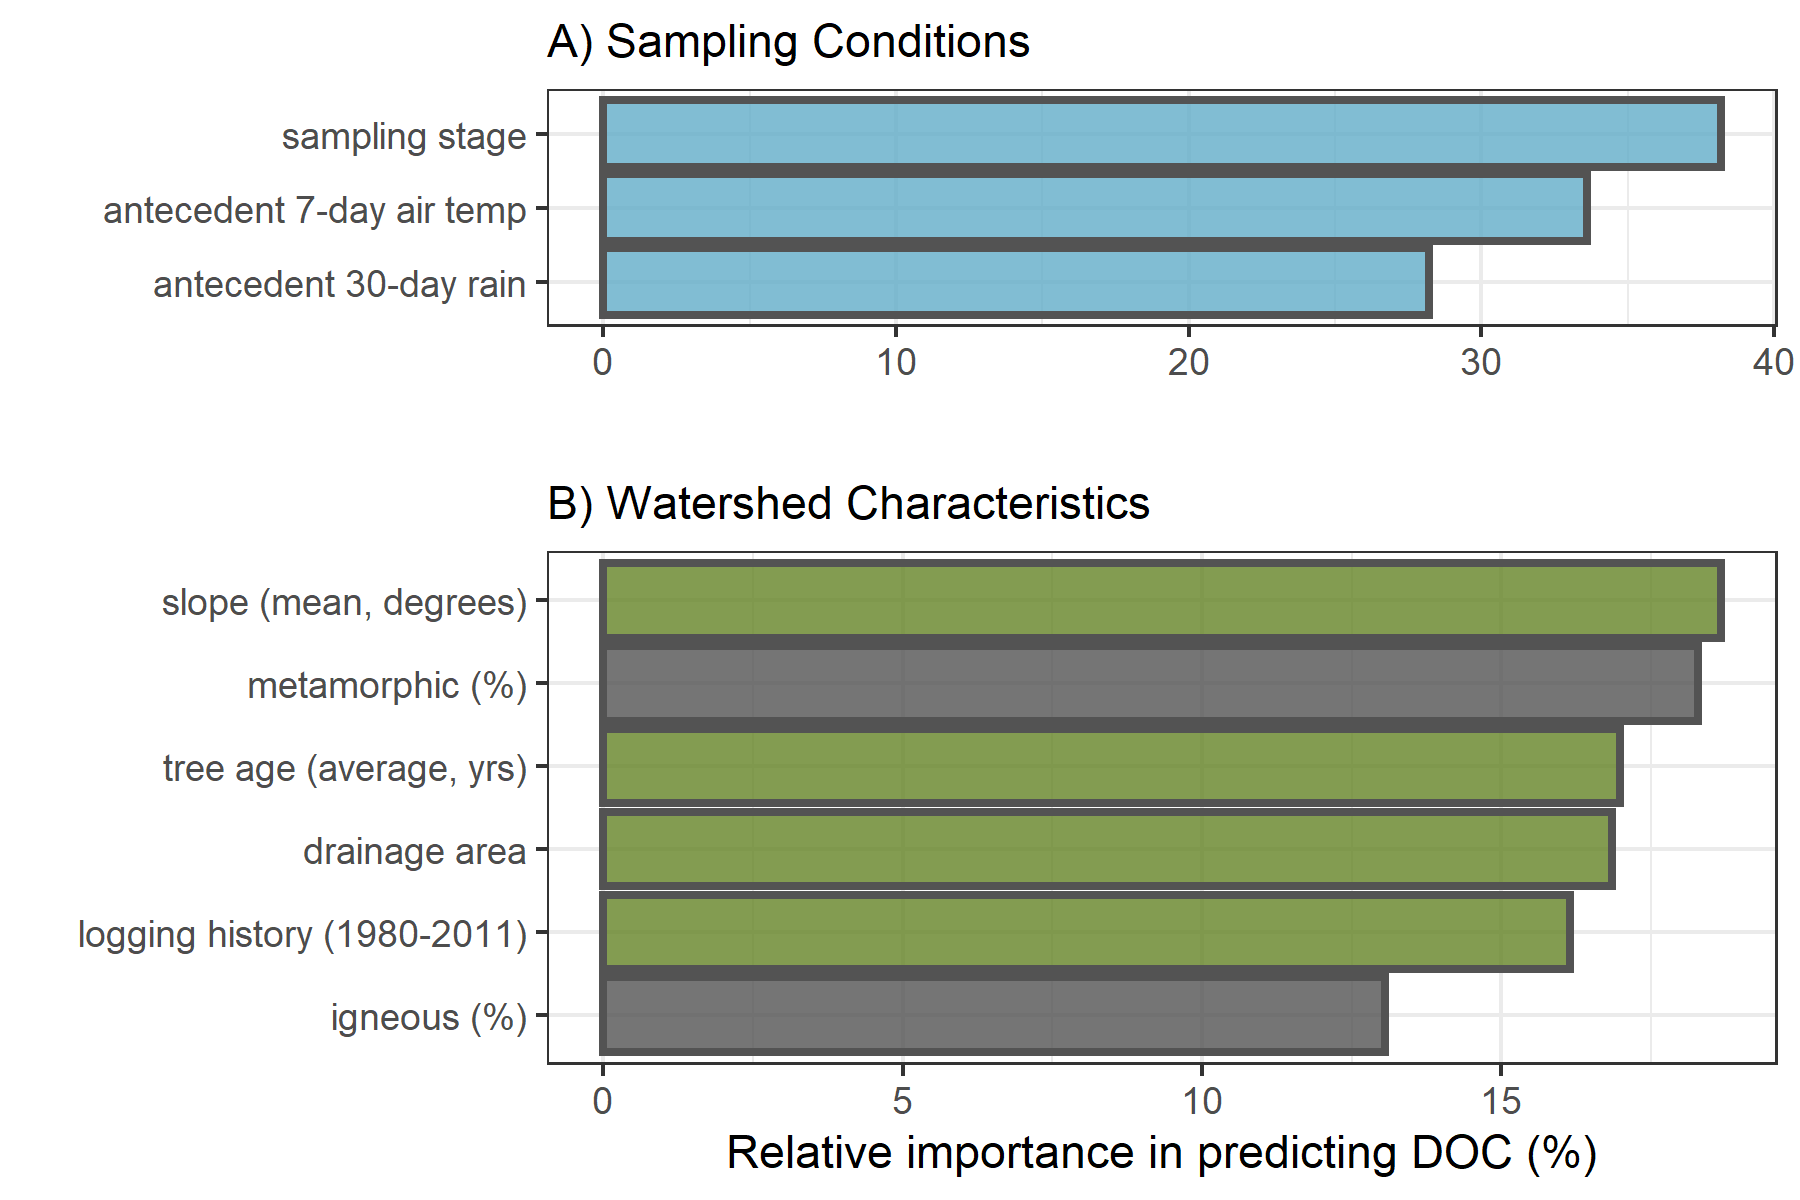 A) Sampling Conditions
sampling stage
antecedent 7-day air temp
antecedent 30-day rain
0 10 20 30 40
B) Watershed Characteristics
slope (mean, degrees)
metamorphic (%)
tree age (average, yrs)
drainage area
logging history (1980-2011)
igneous (%)
0 5 10 15
Relative importance in predicting DOC (%)